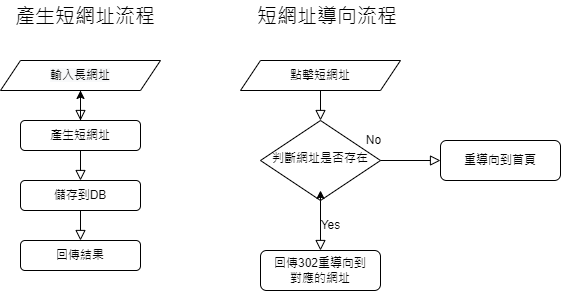 產生短網址流程
輸入長網址
產生短網址
儲存到DB
回傳結果
短網址導向流程
點擊短網址
判斷網址是否存在
No
重導向到首頁
Yes
回傳302重導向到
對應的網址